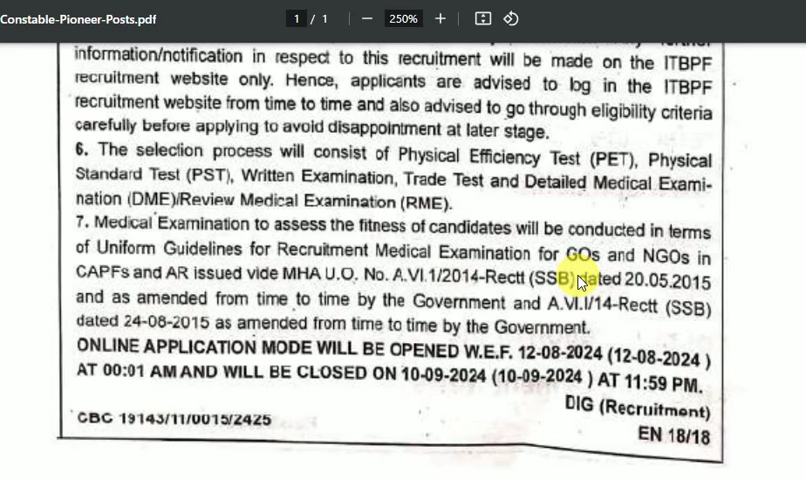 Constable-Pioneer-Posts.pdf
1 / 1
250%
information/notification in respect to this recruitment will be made on the ITBPF
recruitment website only. Hence, applicants are advised to log in the ITBPF
recruitment website from time to time and also advised to go through eligibility criteria
carefully before applying to avoid disappointment at later stage.
6. The selection process will consist of Physical Efficiency Test (PET), Physical
Standard Test (PST), Written Examination, Trade Test and Detailed Medical Exami-
nation (DME)/Review Medical Examination (RME).
7. Medical Examination to assess the fitness of candidates will be conducted in terms
of Uniform Guidelines for Recruitment Medical Examination for GOs and NGOs in
CAPFs and AR issued vide MHA U.O. No. A.VI.1/2014-Rectt (SSB) dated 20.05.2015
and as amended from time to time by the Government and A.VI.I/14-Rectt (SSB)
dated 24-08-2015 as amended from time to time by the Government.
ONLINE APPLICATION MODE WILL BE OPENED W.E.F. 12-08-2024 (12-08-2024 )
AT 00:01 AM AND WILL BE CLOSED ON 10-09-2024 (10-09-2024 ) AT 11:59 PM.
DIG (Recruitment)
CBC 19143/11/0015/2425
EN 18/18